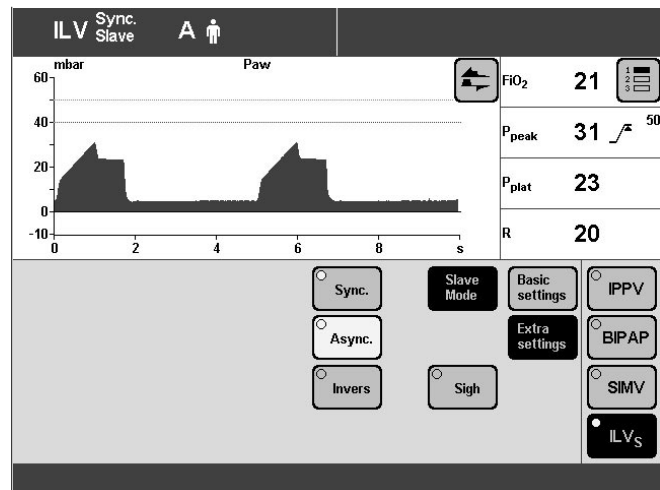 ILV Sync. Slave A
mbar Paw
60
40
20
0
-10
0 2 4 6 8 s
FiO2 21 1 2 3
Ppeak 31 50
Pplat 23
R 20
Sync. Slave Mode Basic settings IPPV
Async. Extra settings BIPAP
Invers Sigh SIMV
ILVS